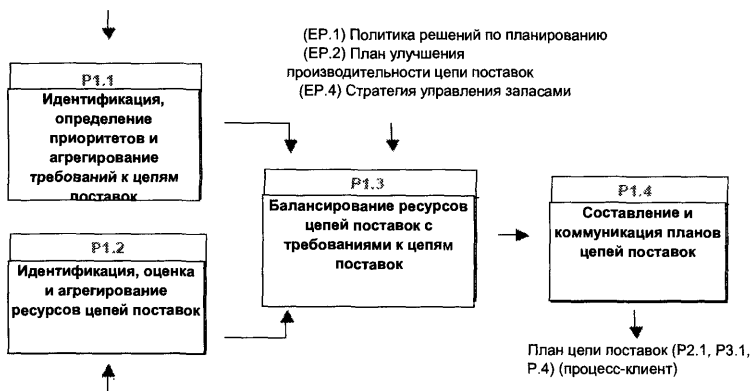 (EP.1) Политика решений по планированию
(EP.2) План улучшения
производительности цепи поставок
(EP.4) Стратегия управления запасами
P1.1
Идентификация,
определение
приоритетов и
агрегирование
требований к цепям
поставок
P1.2
Идентификация, оценка
и агрегирование
ресурсов цепей поставок
P1.3
Балансирование ресурсов
цепей поставок с
требованиями к цепям
поставок
P1.4
Составление и
коммуникация планов
цепей поставок
План цепи поставок (P2.1, P3.1,
P.4) (процесс-клиент)